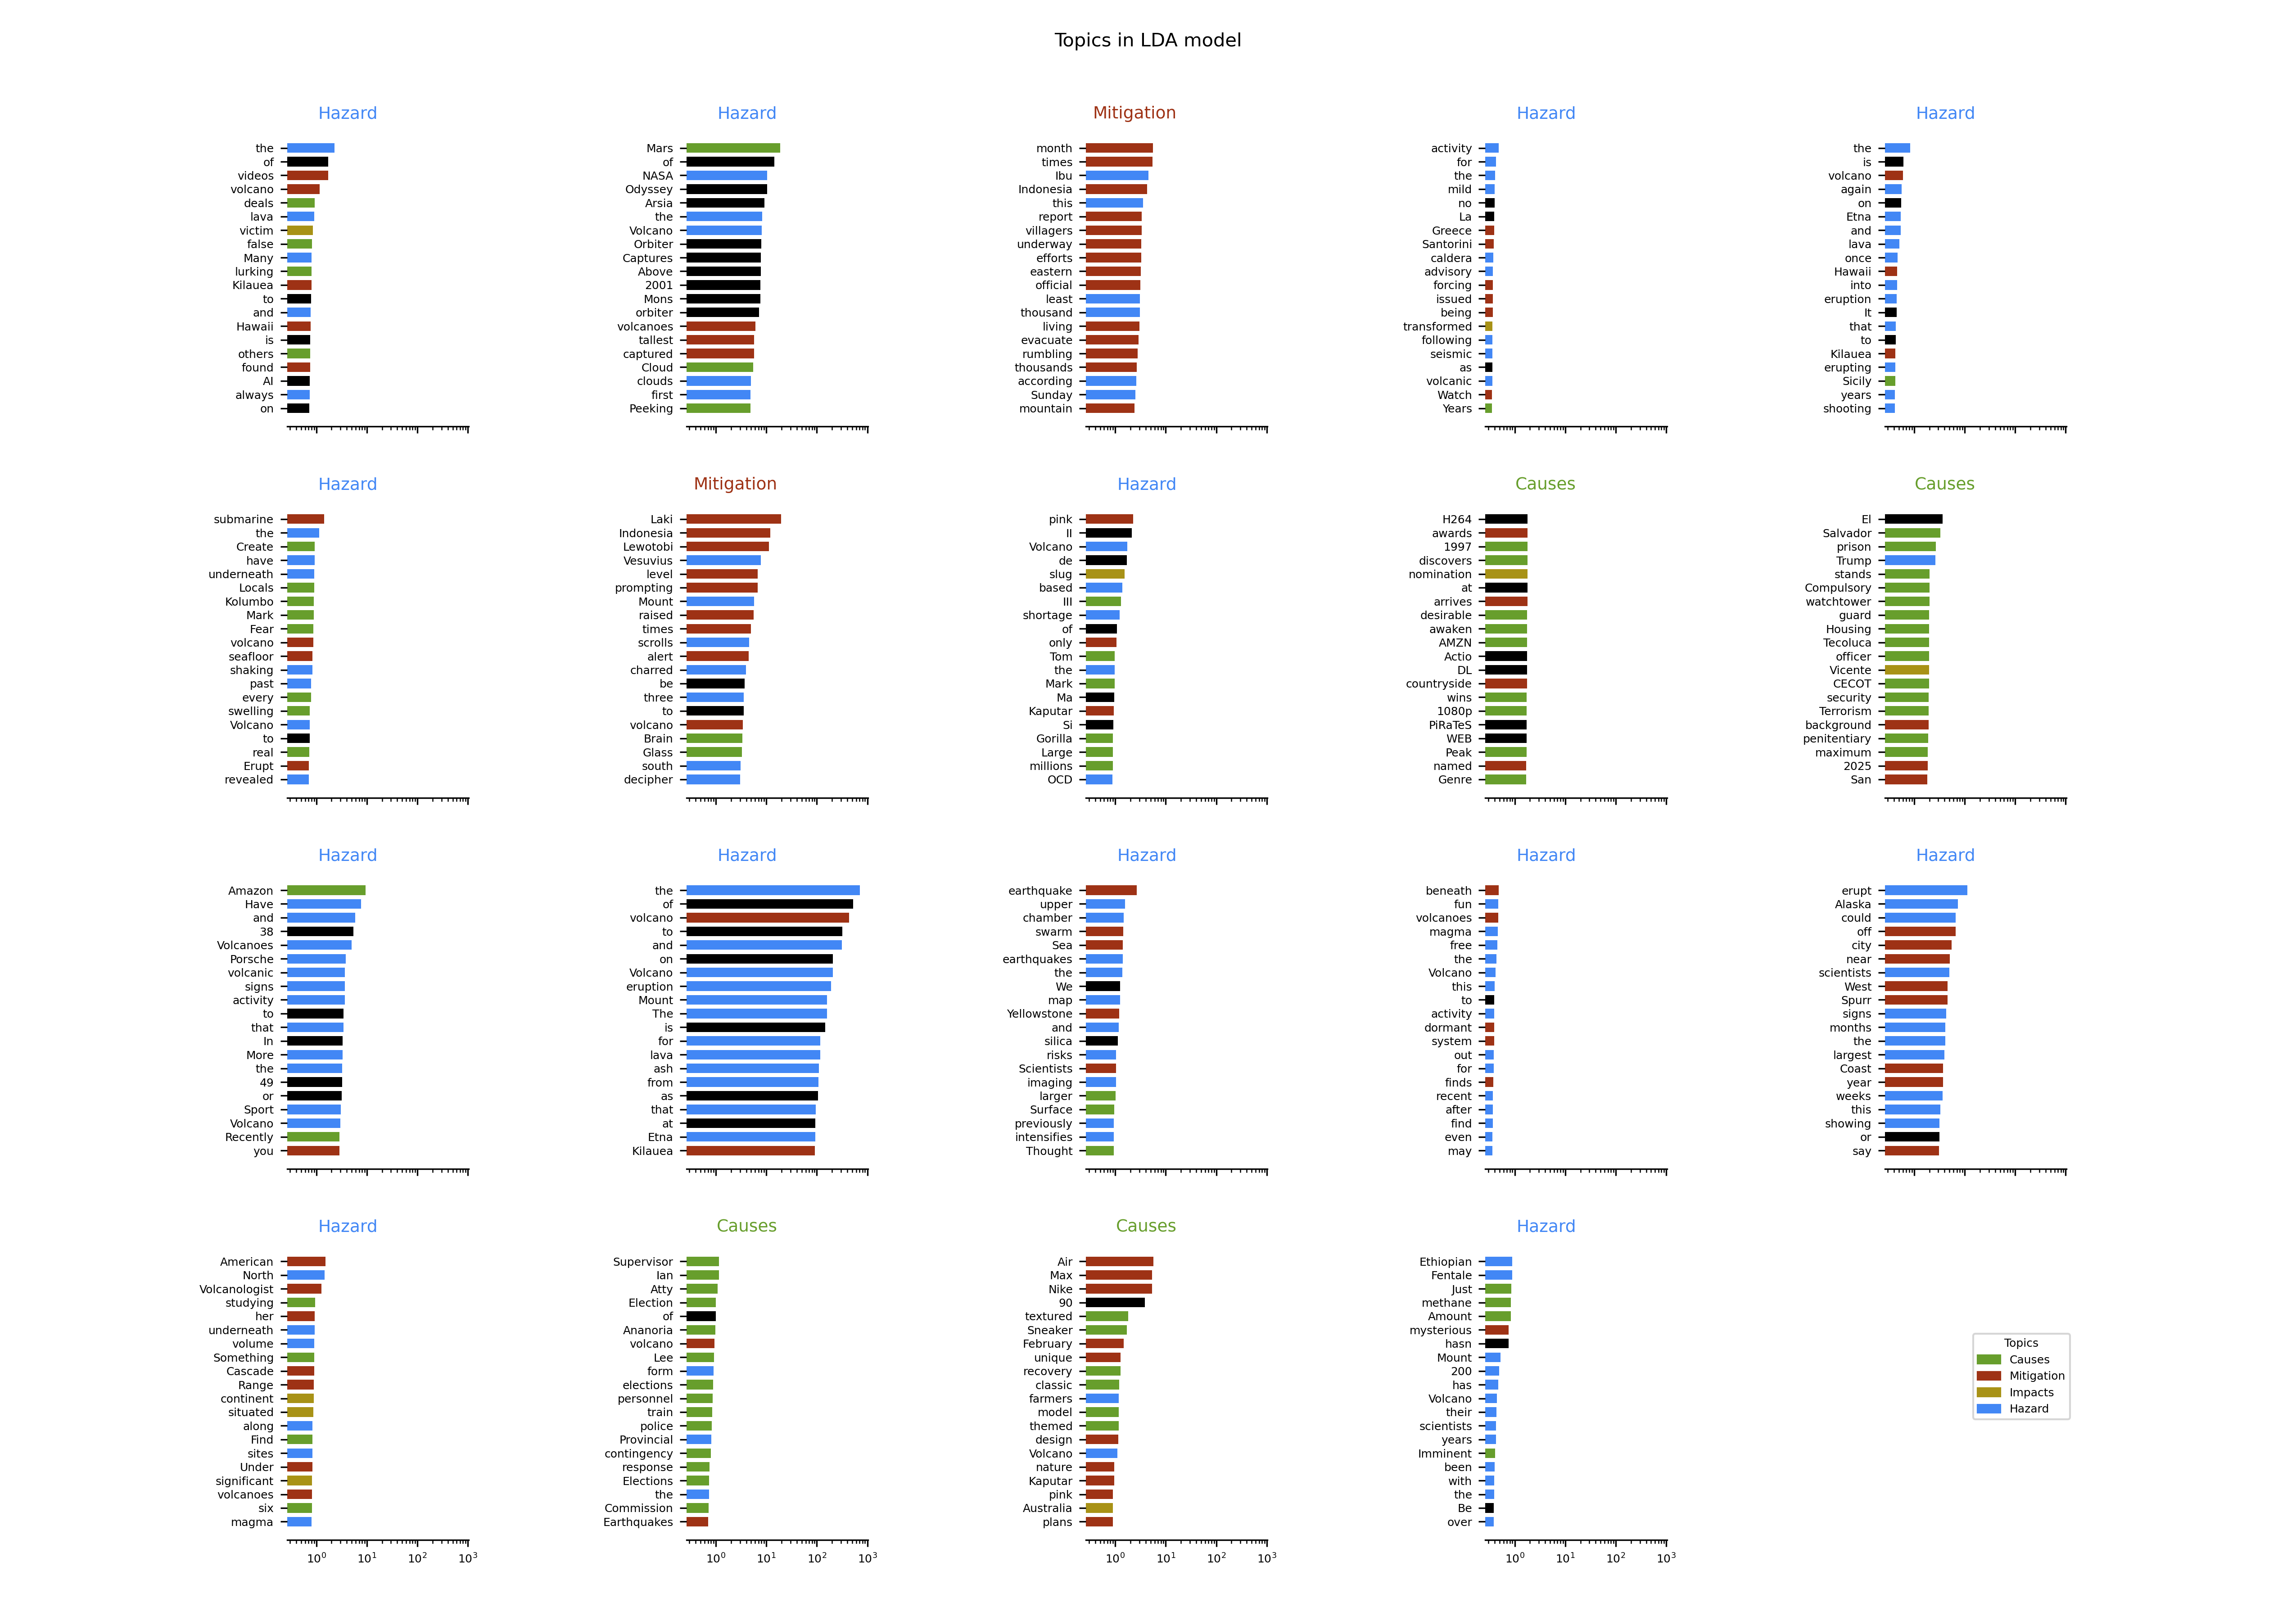 Topics in LDA model
Hazard
the
of
videos
volcano
deals
lava
victim
false
Many
lurking
Kilauea
to
and
Hawaii
is
others
found
AI
always
on
Hazard
Mars
of
NASA
Odyssey
Arsia
the
Volcano
Orbiter
Captures
Above
2001
Mons
orbiter
volcanoes
tallest
captured
Cloud
clouds
first
Peeking
Mitigation
month
times
Ibu
Indonesia
this
report
villagers
underway
efforts
eastern
official
least
thousand
living
evacuate
rumbling
thousands
according
Sunday
mountain
Hazard
activity
for
the
mild
no
La
Greece
Santorini
caldera
advisory
forcing
issued
being
transformed
following
seismic
as
volcanic
Watch
Years
Hazard
the
is
volcano
again
on
Etna
and
lava
once
Hawaii
into
eruption
It
that
to
Kilauea
erupting
Sicily
years
shooting
Hazard
submarine
the
Create
have
underneath
Locals
Kolumbo
Mark
Fear
volcano
seafloor
shaking
past
every
swelling
Volcano
to
real
Erupt
revealed
Mitigation
Laki
Indonesia
Lewotobi
Vesuvius
level
prompting
Mount
raised
times
scrolls
alert
charred
be
three
to
volcano
Brain
Glass
south
decipher
Hazard
pink
II
Volcano
de
slug
based
III
shortage
of
only
Tom
the
Mark
Ma
Kaputar
Si
Gorilla
Large
millions
OCD
Causes
H264
awards
1997
discovers
nomination
at
arrives
desirable
awaken
AMZN
Actio
DL
countryside
wins
1080p
PiRaTeS
WEB
Peak
named
Genre
Causes
El
Salvador
prison
Trump
stands
Compulsory
watchtower
guard
Housing
Tecoluca
officer
Vicente
CECOT
security
Terrorism
background
penitentiary
maximum
2025
San
Hazard
Amazon
Have
and
38
Volcanoes
Porsche
volcanic
signs
activity
to
that
In
More
the
49
or
Sport
Volcano
Recently
you
Hazard
the
of
volcano
to
and
on
Volcano
eruption
Mount
The
is
for
lava
ash
from
as
that
at
Etna
Kilauea
Hazard
earthquake
upper
chamber
swarm
Sea
earthquakes
the
We
map
Yellowstone
and
silica
risks
Scientists
imaging
larger
Surface
previously
intensifies
Thought
Hazard
beneath
fun
volcanoes
magma
free
the
Volcano
this
to
activity
dormant
system
out
for
finds
recent
after
find
even
may
Hazard
erupt
Alaska
could
off
city
near
scientists
West
Spurr
signs
months
the
largest
Coast
year
weeks
this
showing
or
say
Hazard
American
North
Volcanologist
studying
her
underneath
volume
Something
Cascade
Range
continent
situated
along
Find
sites
Under
significant
volcanoes
six
magma
10⁰ 10¹ 10² 10³
Causes
Supervisor
Ian
Atty
Election
of
Ananoria
volcano
Lee
form
elections
personnel
train
police
Provincial
contingency
response
Elections
the
Commission
Earthquakes
10⁰ 10¹ 10² 10³
Causes
Air
Max
Nike
90
textured
Sneaker
February
unique
recovery
classic
farmers
model
themed
design
Volcano
nature
Kaputar
pink
Australia
plans
10⁰ 10¹ 10² 10³
Hazard
Ethiopian
Fentale
Just
methane
Amount
mysterious
hasn
Mount
200
has
Volcano
their
scientists
years
Imminent
been
with
the
Be
over
10⁰ 10¹ 10² 10³
Topics
Causes
Mitigation
Impacts
Hazard